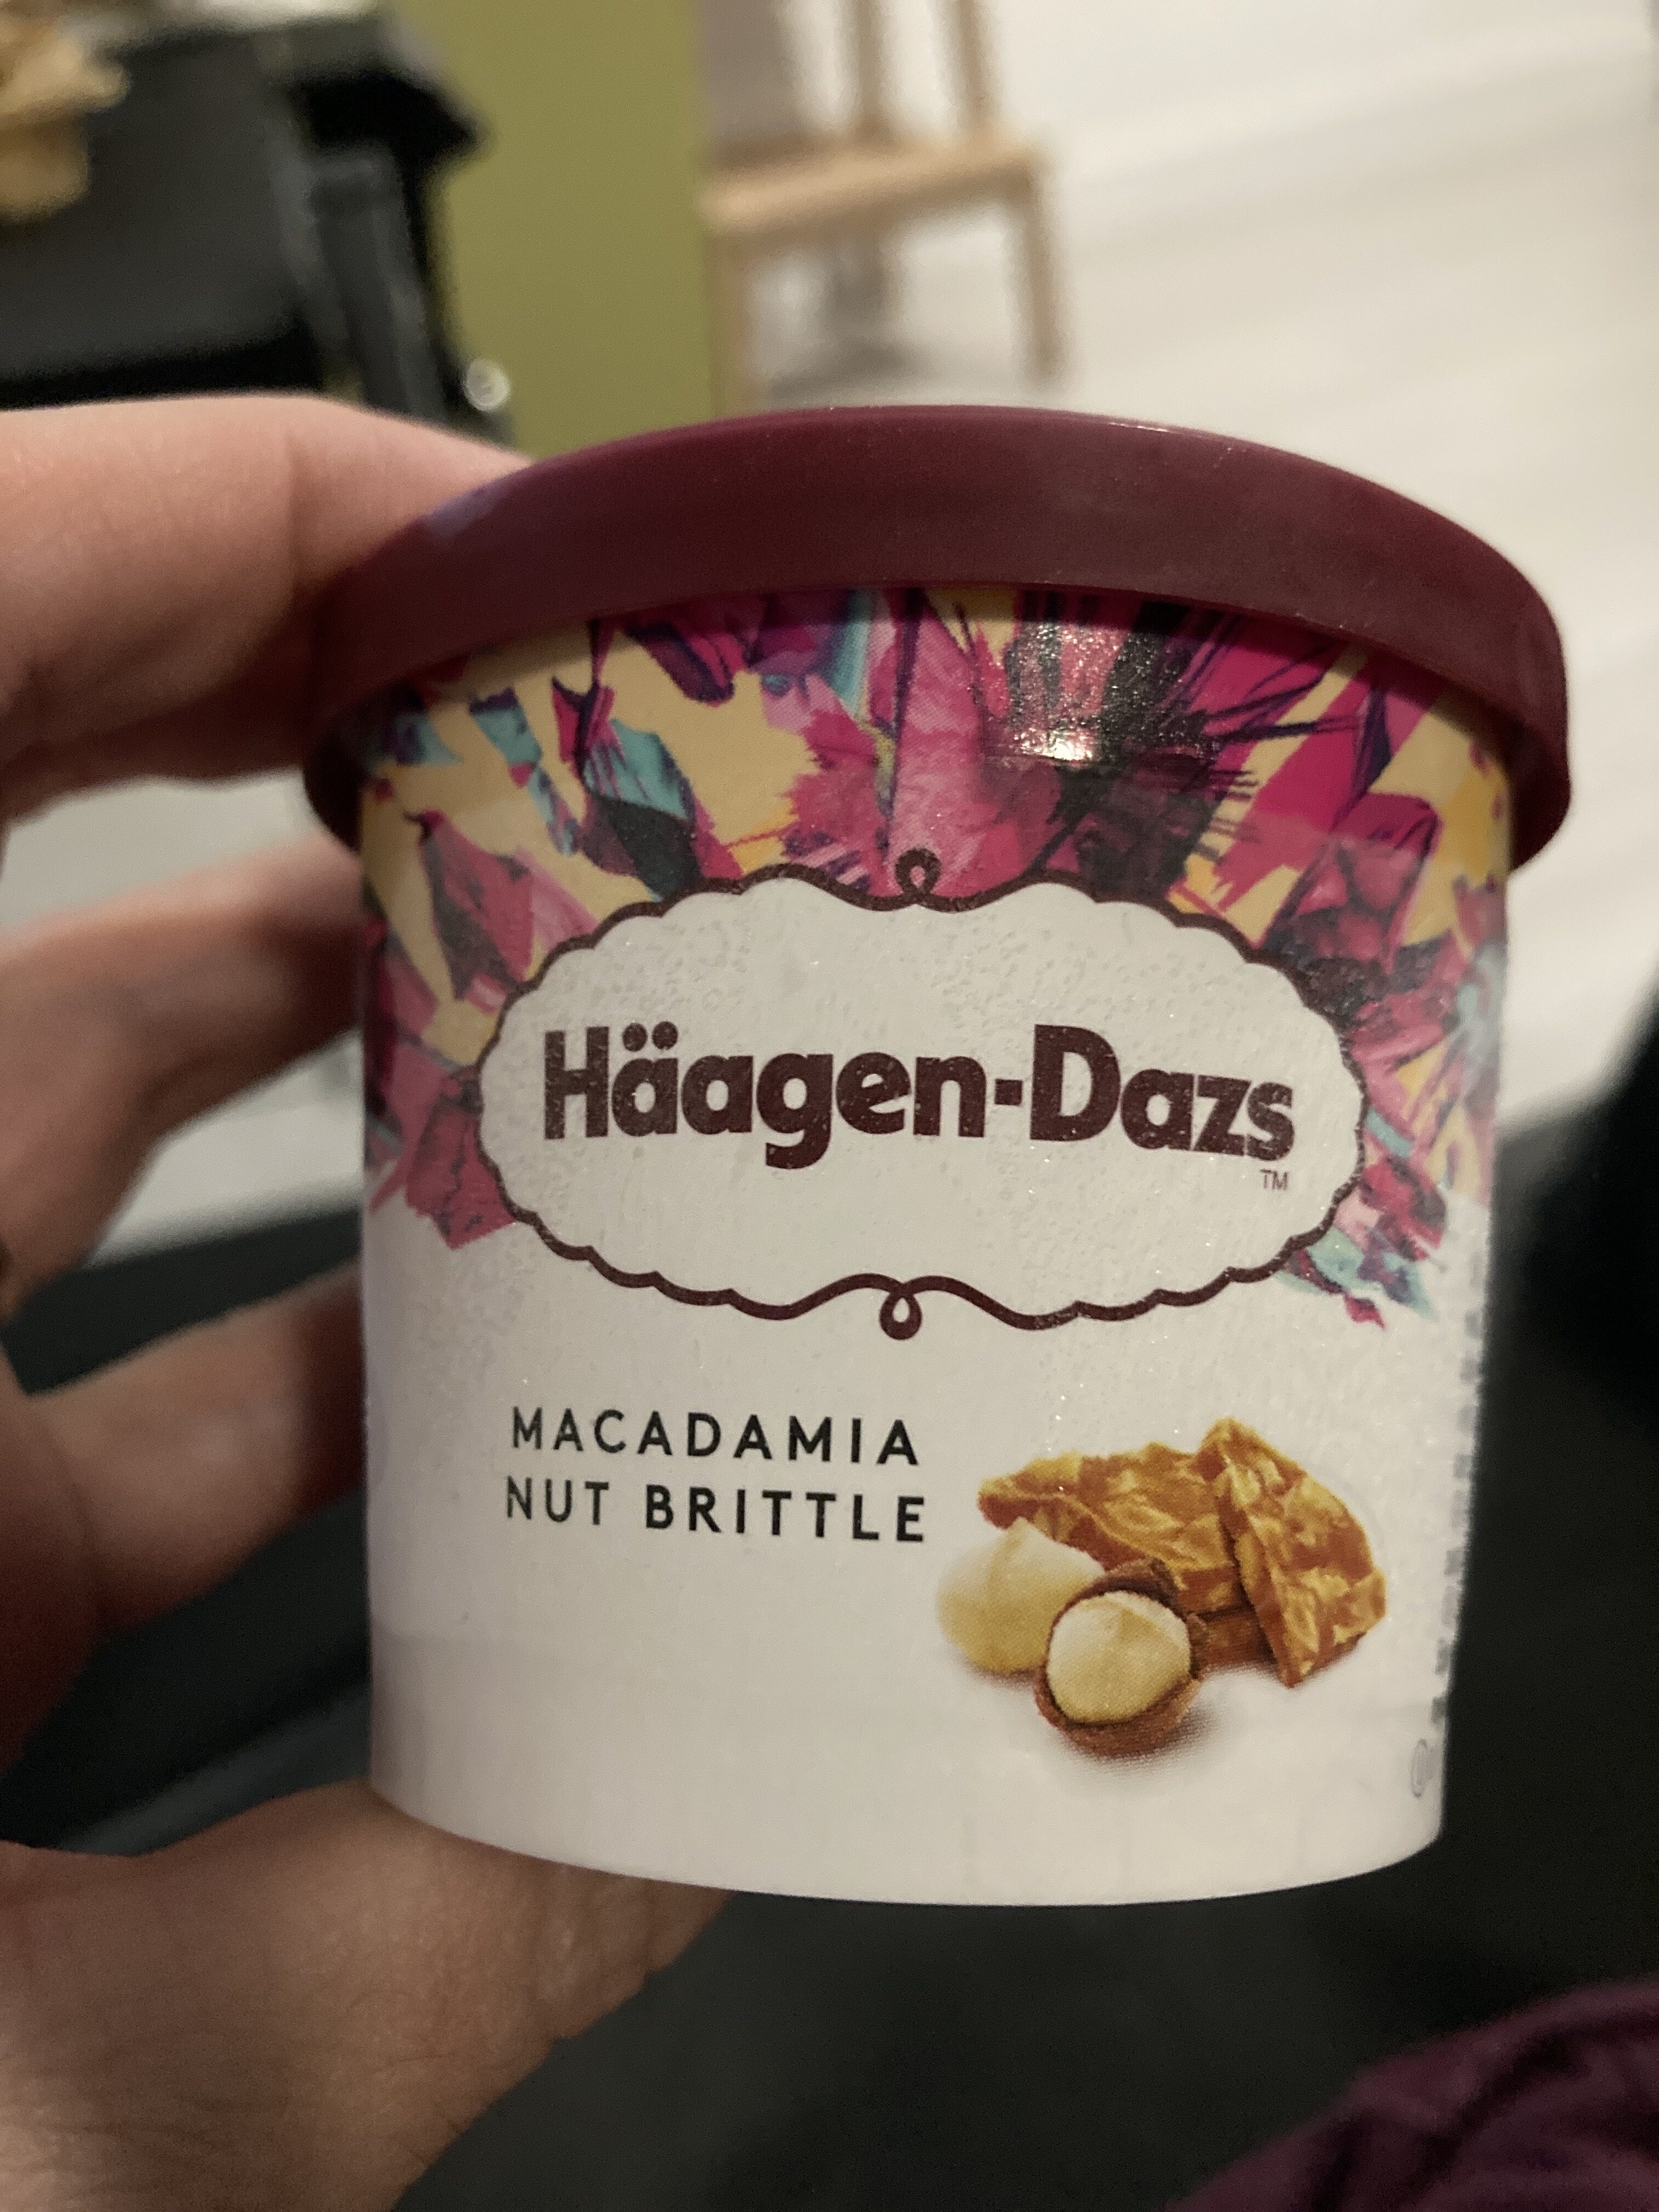 Häagen-Dazs
TM
MACADAMIA
NUT BRITTLE